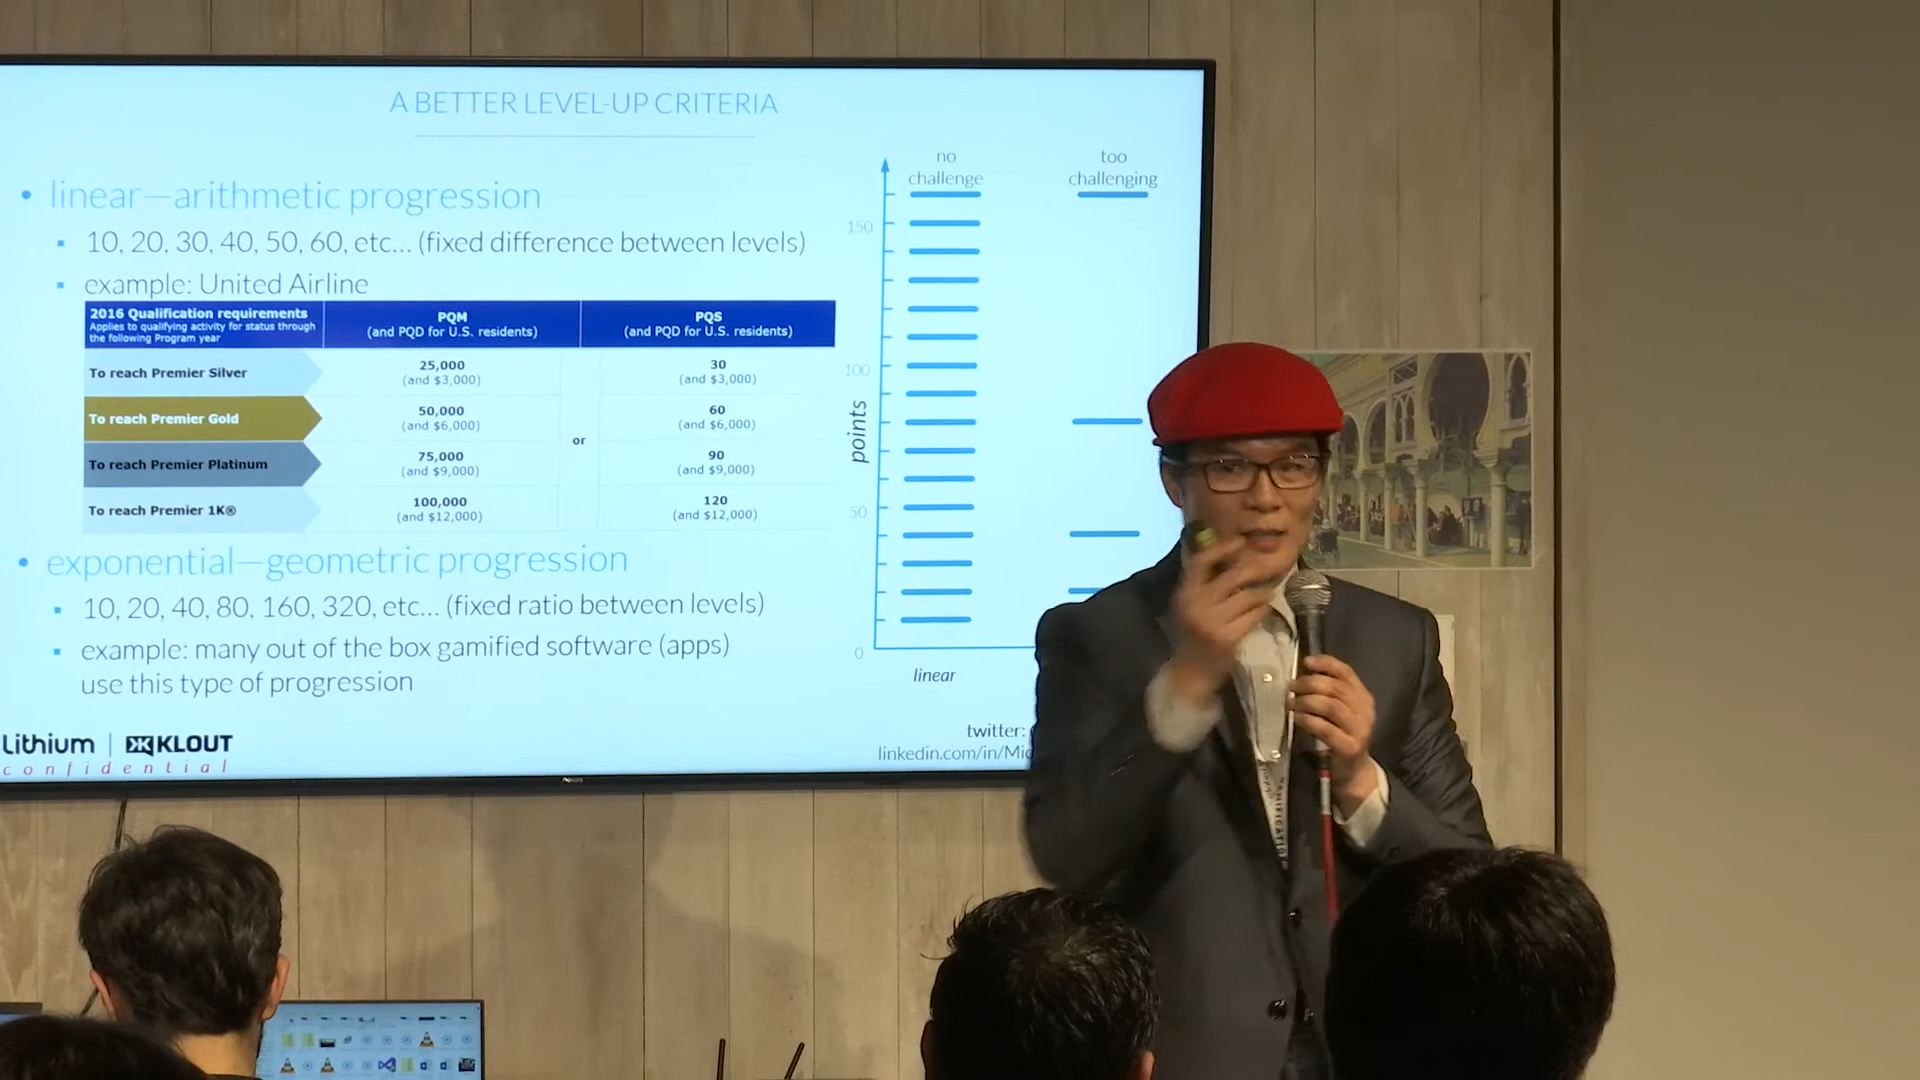 A BETTER LEVEL-UP CRITERIA
• linear—arithmetic progression
▪ 10, 20, 30, 40, 50, 60, etc... (fixed difference between levels)
▪ example: United Airline
2016 Qualification requirements
Applies to qualifying activity for status through
the following Program year
PQM
(and PQD for U.S. residents)
PQS
(and PQD for U.S. residents)
To reach Premier Silver
25,000
(and $3,000)
30
(and $3,000)
To reach Premier Gold
50,000
(and $6,000)
60
(and $6,000)
or
To reach Premier Platinum
75,000
(and $9,000)
90
(and $9,000)
To reach Premier 1K®
100,000
(and $12,000)
120
(and $12,000)
• exponential—geometric progression
▪ 10, 20, 40, 80, 160, 320, etc... (fixed ratio between levels)
▪ example: many out of the box gamified software (apps)
use this type of progression
no
challenge
too
challenging
150
100
50
0
points
linear
Lithium | KLOUT
confidential
twitter:
linkedin.com/in/Mic